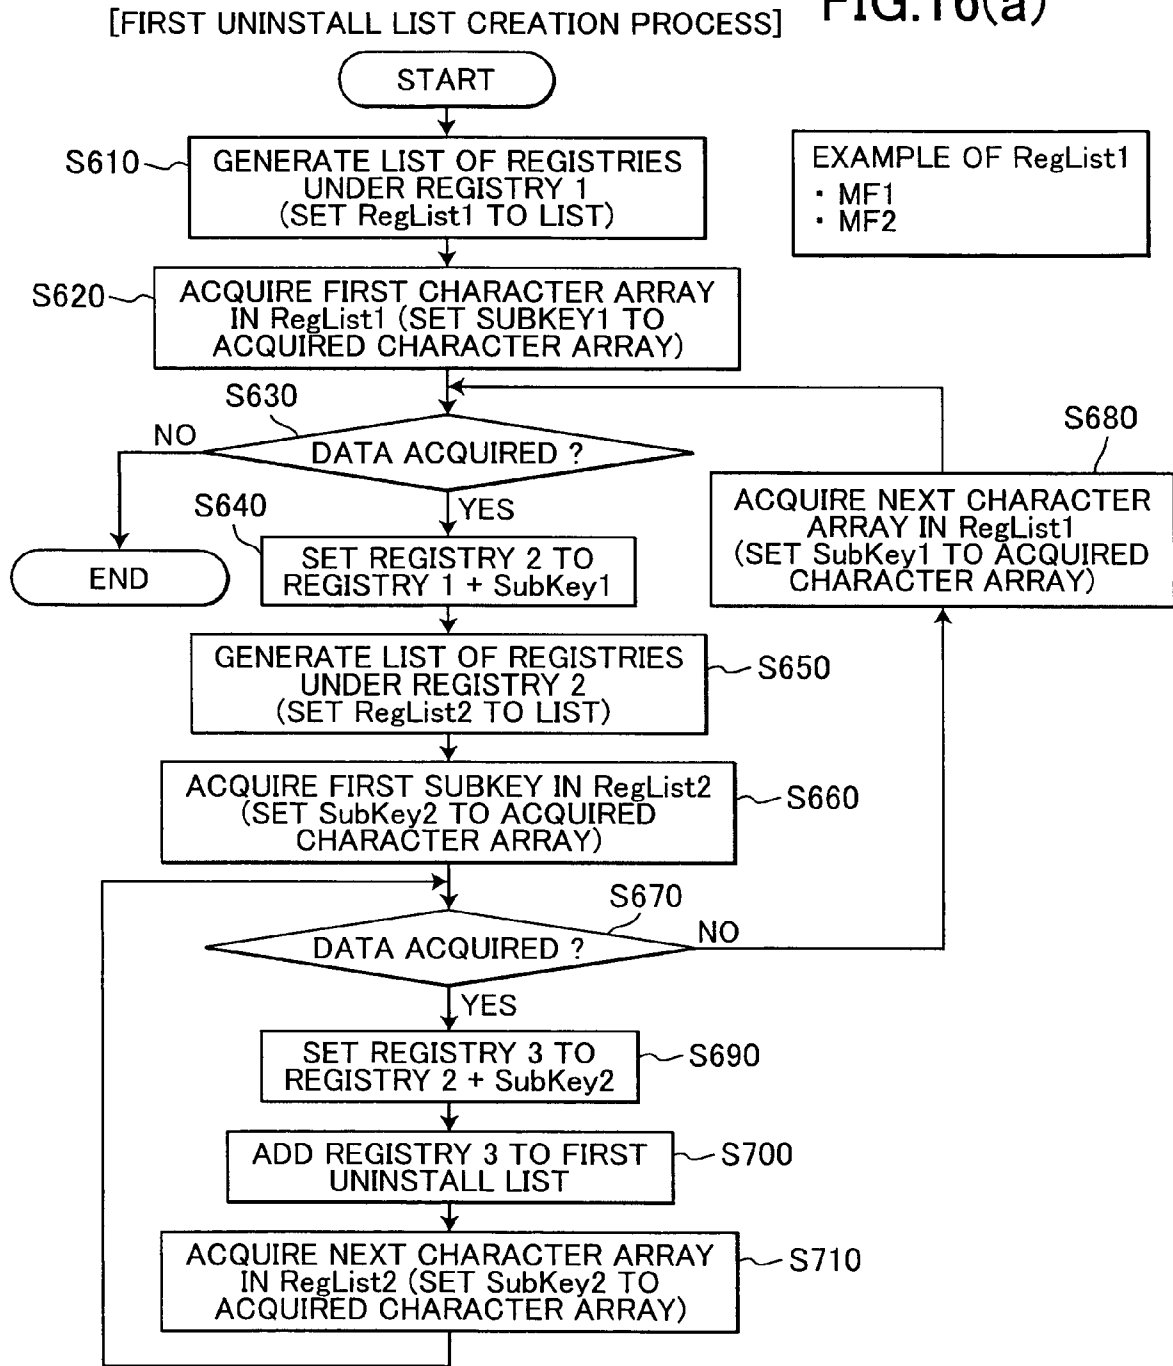 FIG.16(a)
[FIRST UNINSTALL LIST CREATION PROCESS]
START
S610
GENERATE LIST OF REGISTRIES
UNDER REGISTRY 1
(SET RegList1 TO LIST)
EXAMPLE OF RegList1
・MF1
・MF2
S620
ACQUIRE FIRST CHARACTER ARRAY
IN RegList1 (SET SUBKEY1 TO
ACQUIRED CHARACTER ARRAY)
S630
NO
DATA ACQUIRED ?
YES
S680
ACQUIRE NEXT CHARACTER
ARRAY IN RegList1
(SET SubKey1 TO ACQUIRED
CHARACTER ARRAY)
S640
END
SET REGISTRY 2 TO
REGISTRY 1 + SubKey1
GENERATE LIST OF REGISTRIES
UNDER REGISTRY 2
(SET RegList2 TO LIST)
S650
ACQUIRE FIRST SUBKEY IN RegList2
(SET SubKey2 TO ACQUIRED
CHARACTER ARRAY)
S660
S670
DATA ACQUIRED ?
NO
YES
SET REGISTRY 3 TO
REGISTRY 2 + SubKey2
S690
ADD REGISTRY 3 TO FIRST
UNINSTALL LIST
S700
ACQUIRE NEXT CHARACTER ARRAY
IN RegList2 (SET SubKey2 TO
ACQUIRED CHARACTER ARRAY)
S710